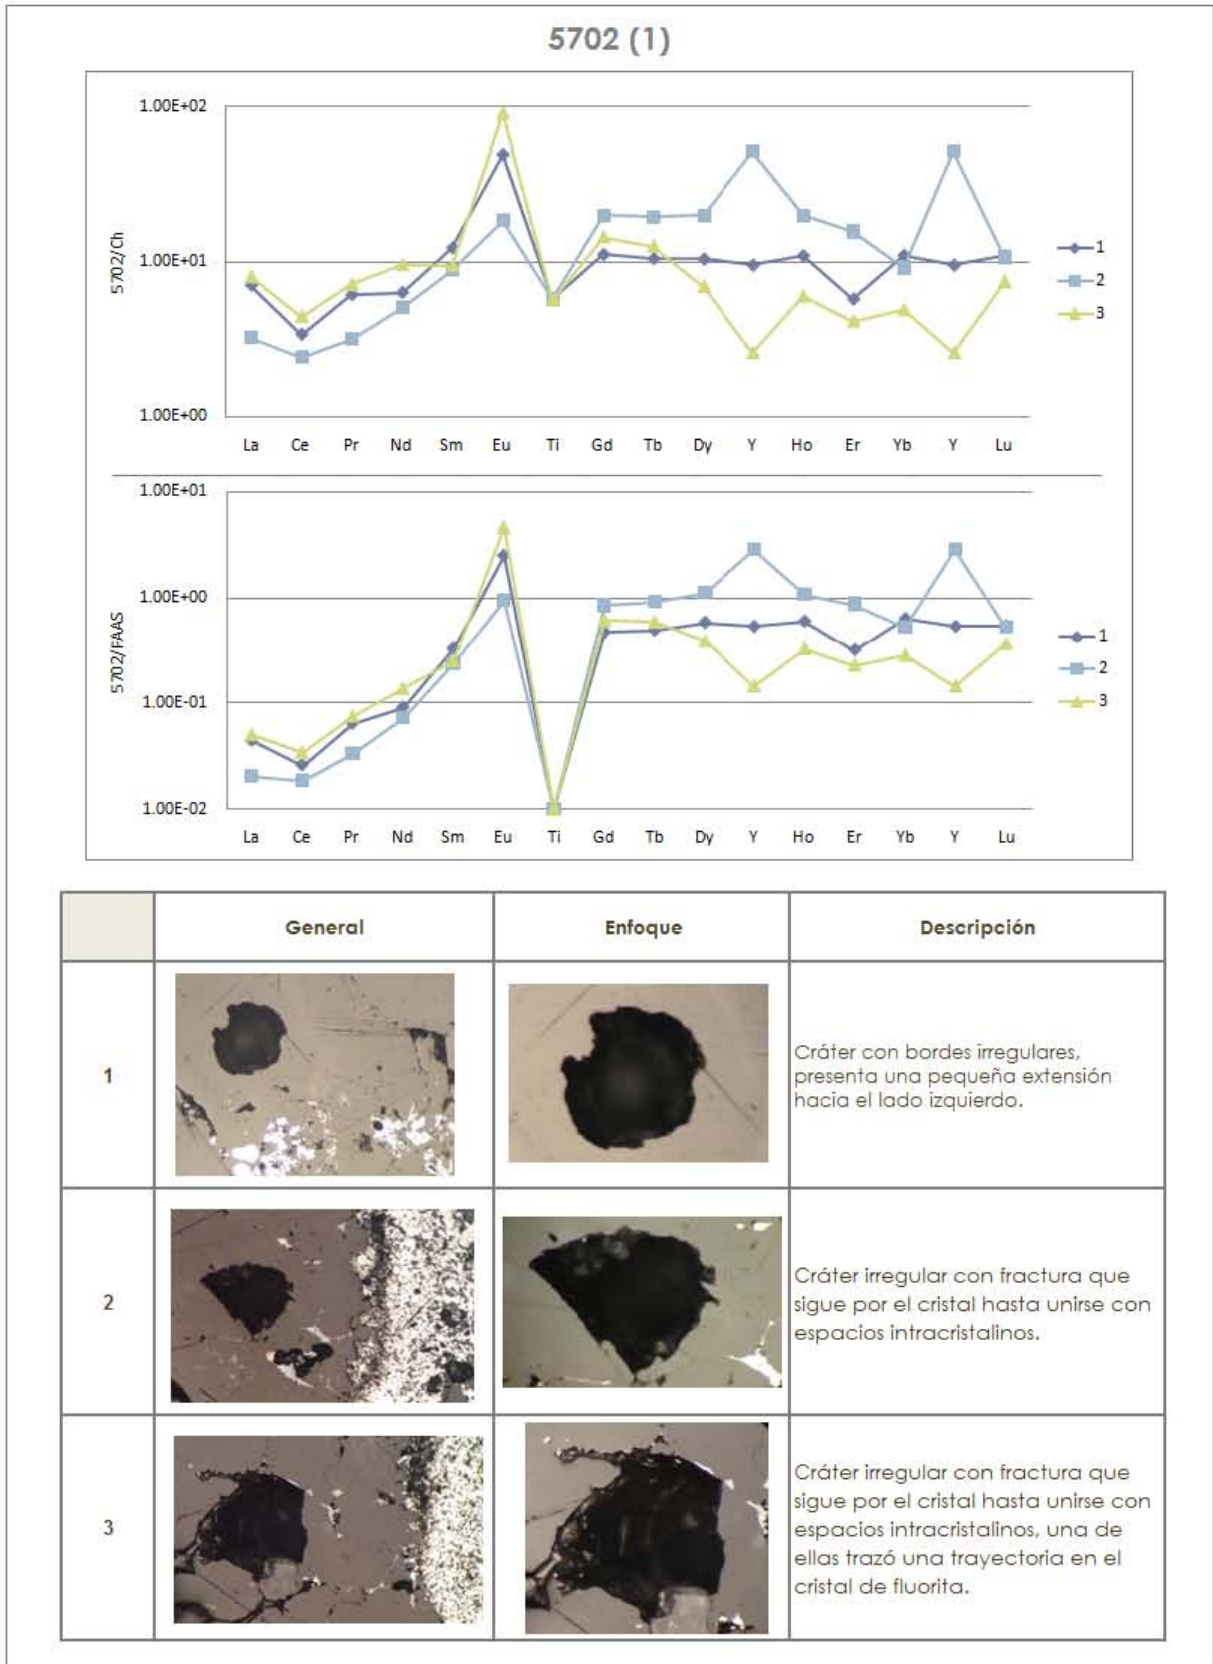 5702 (1)
1.00E+02
1.00E+01
1.00E+00
5702/Ch
La Ce Pr Nd Sm Eu Ti Gd Tb Dy Y Ho Er Yb Y Lu
1
2
3
1.00E+01
1.00E+00
1.00E-01
1.00E-02
5702/PAAS
La Ce Pr Nd Sm Eu Ti Gd Tb Dy Y Ho Er Yb Y Lu
1
2
3
General Enfoque Descripción
1
Cráter con bordes irregulares,
presenta una pequeña extensión
hacia el lado izquierdo.
2
Cráter irregular con fractura que
sigue por el cristal hasta unirse con
espacios intracristalinos.
3
Cráter irregular con fractura que
sigue por el cristal hasta unirse con
espacios intracristalinos, una de
ellas trazó una trayectoria en el
cristal de fluorita.